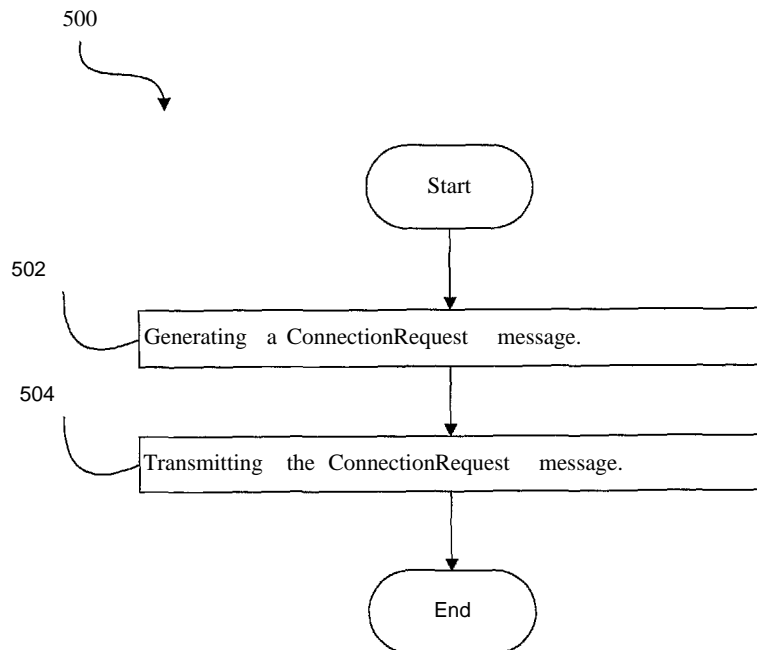 500
Start
502
Generating a ConnectionRequest message.
504
Transmitting the ConnectionRequest message.
End